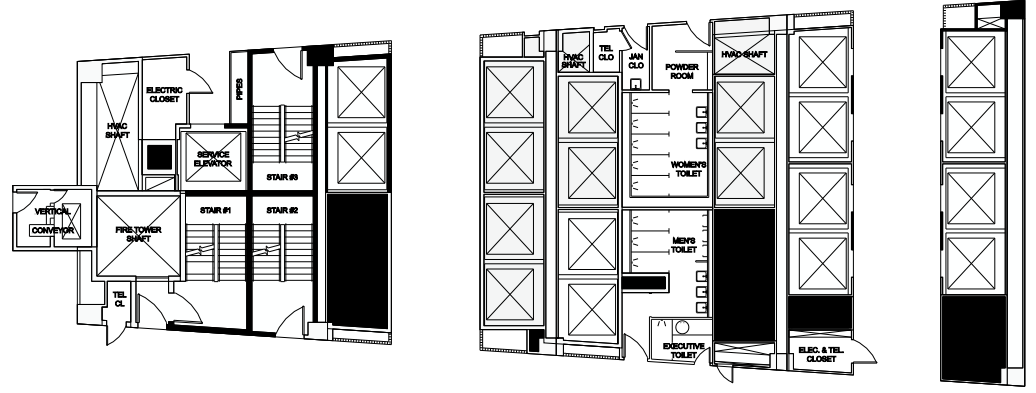 ELECTRIC
CLOSET
PIPES
HVAC
SHAFT
SERVICE
ELEVATOR
STAIR #3
VERTICAL
CONVEYOR
FIRE TOWER
SHAFT
STAIR #1
STAIR #2
TEL
CL
HVAC
SHAFT
TEL
CLO
JAN
CLO
POWDER
ROOM
HVAC SHAFT
WOMEN'S
TOILET
MEN'S
TOILET
EXECUTIVE
TOILET
ELEC. & TEL.
CLOSET